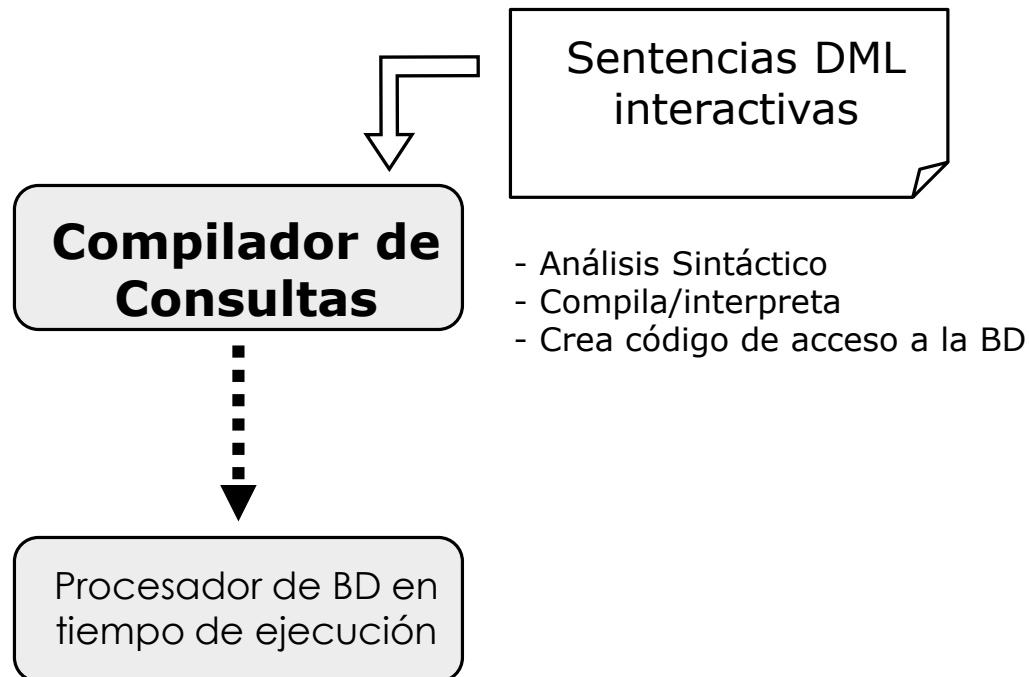 Sentencias DML
interactivas
Compilador de
Consultas
- Análisis Sintáctico
- Compila/interpreta
- Crea código de acceso a la BD
Procesador de BD en
tiempo de ejecución